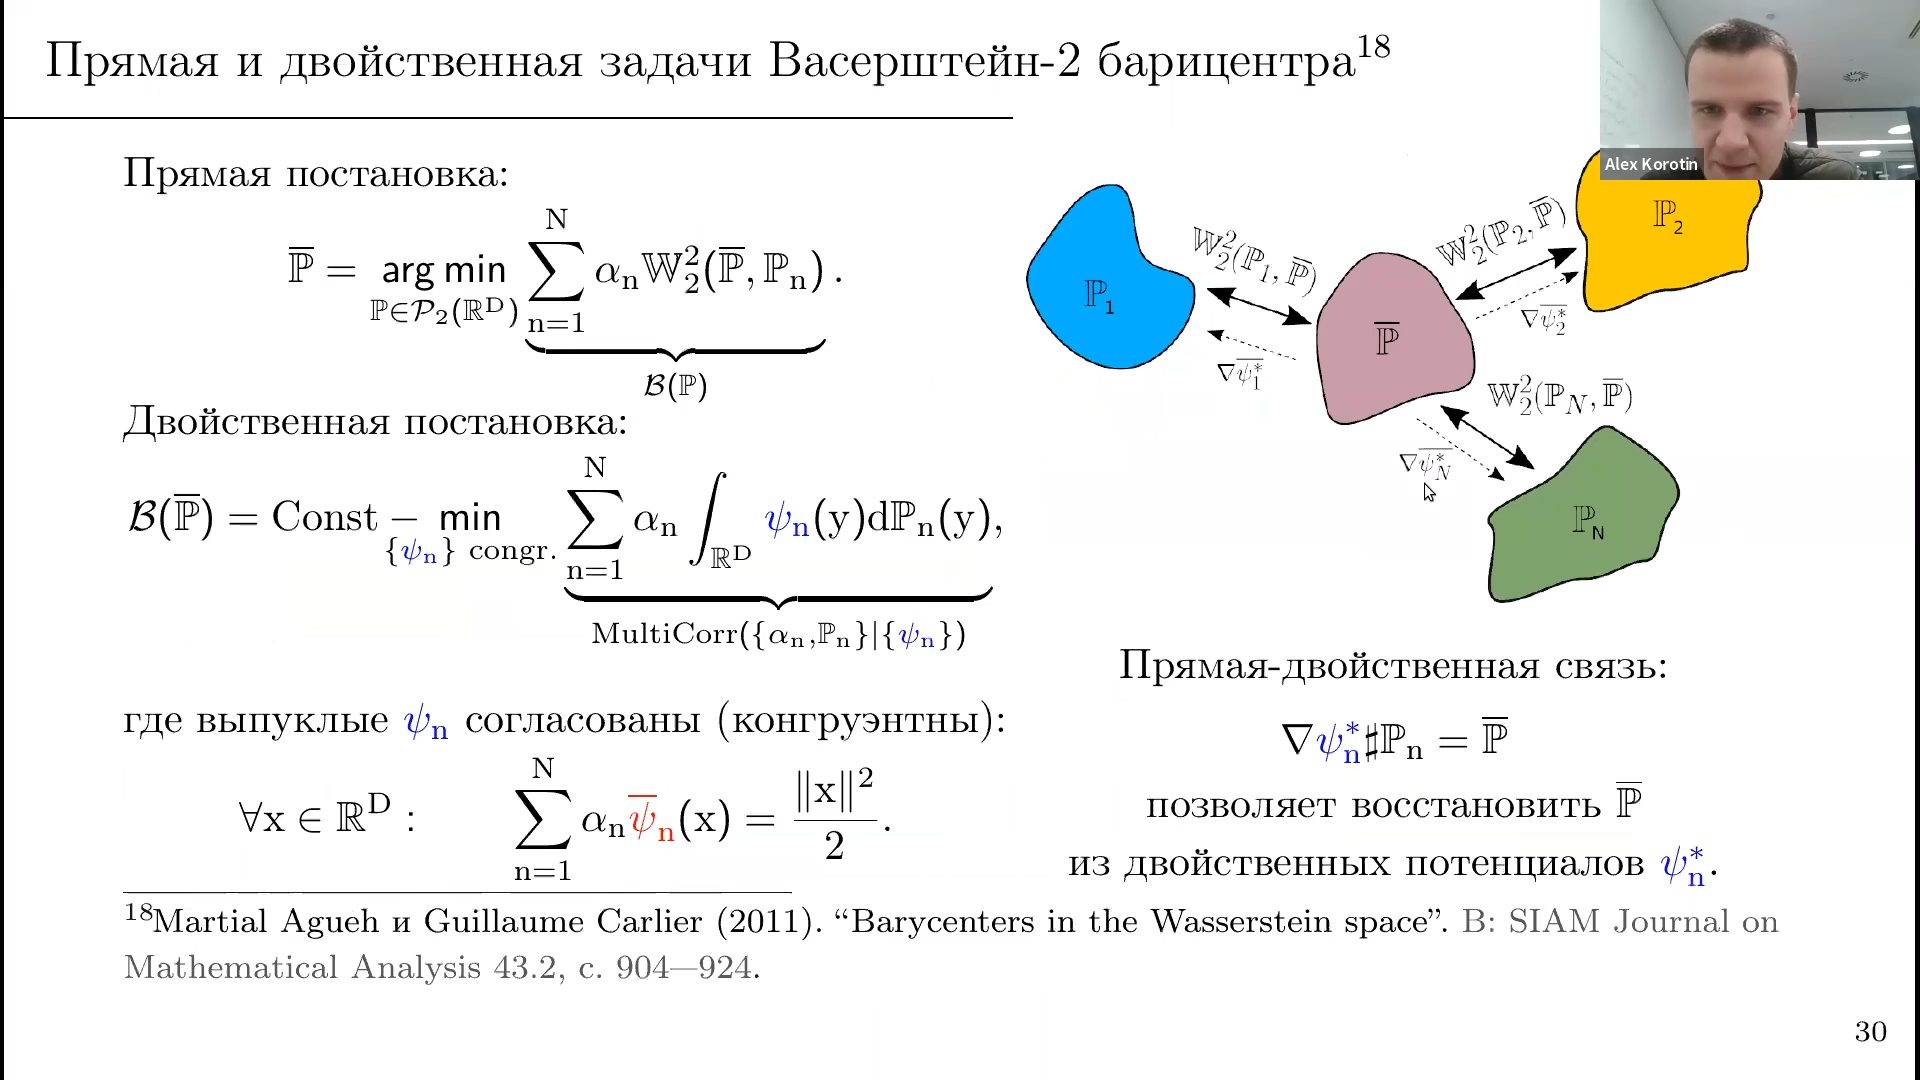 Прямая и двойственная задачи Васерштейн-2 барицентра¹⁸
Alex Korotin
Прямая постановка:
ℙ̅ = arg min_{ℙ∈𝒫₂(ℝᴰ)} ∑_{n=1}^{N} αₙ𝕎₂²(ℙ̅, ℙₙ) .
ℬ(ℙ)
Двойственная постановка:
ℬ(ℙ̅) = Const − min_{{ψₙ} congr.} ∑_{n=1}^{N} αₙ ∫_{ℝᴰ} ψₙ(y)dℙₙ(y),
MultiCorr({αₙ,ℙₙ}|{ψₙ})
где выпуклые ψₙ согласованы (конгруэнтны):
∀x ∈ ℝᴰ : ∑_{n=1}^{N} αₙψ̅ₙ(x) = ‖x‖²/2.
ℙ₁
𝕎₂²(ℙ₁, ℙ̅)
∇ψ̅₁*
ℙ̅
𝕎₂²(ℙ₂, ℙ̅)
∇ψ̅₂*
ℙ₂
𝕎₂²(ℙ_N, ℙ̅)
∇ψ̅_N*
ℙ_N
Прямая-двойственная связь:
∇ψₙ*♯ℙₙ = ℙ̅
позволяет восстановить ℙ̅
из двойственных потенциалов ψₙ*.
¹⁸Martial Agueh и Guillaume Carlier (2011). “Barycenters in the Wasserstein space”. В: SIAM Journal on
Mathematical Analysis 43.2, с. 904—924.
30